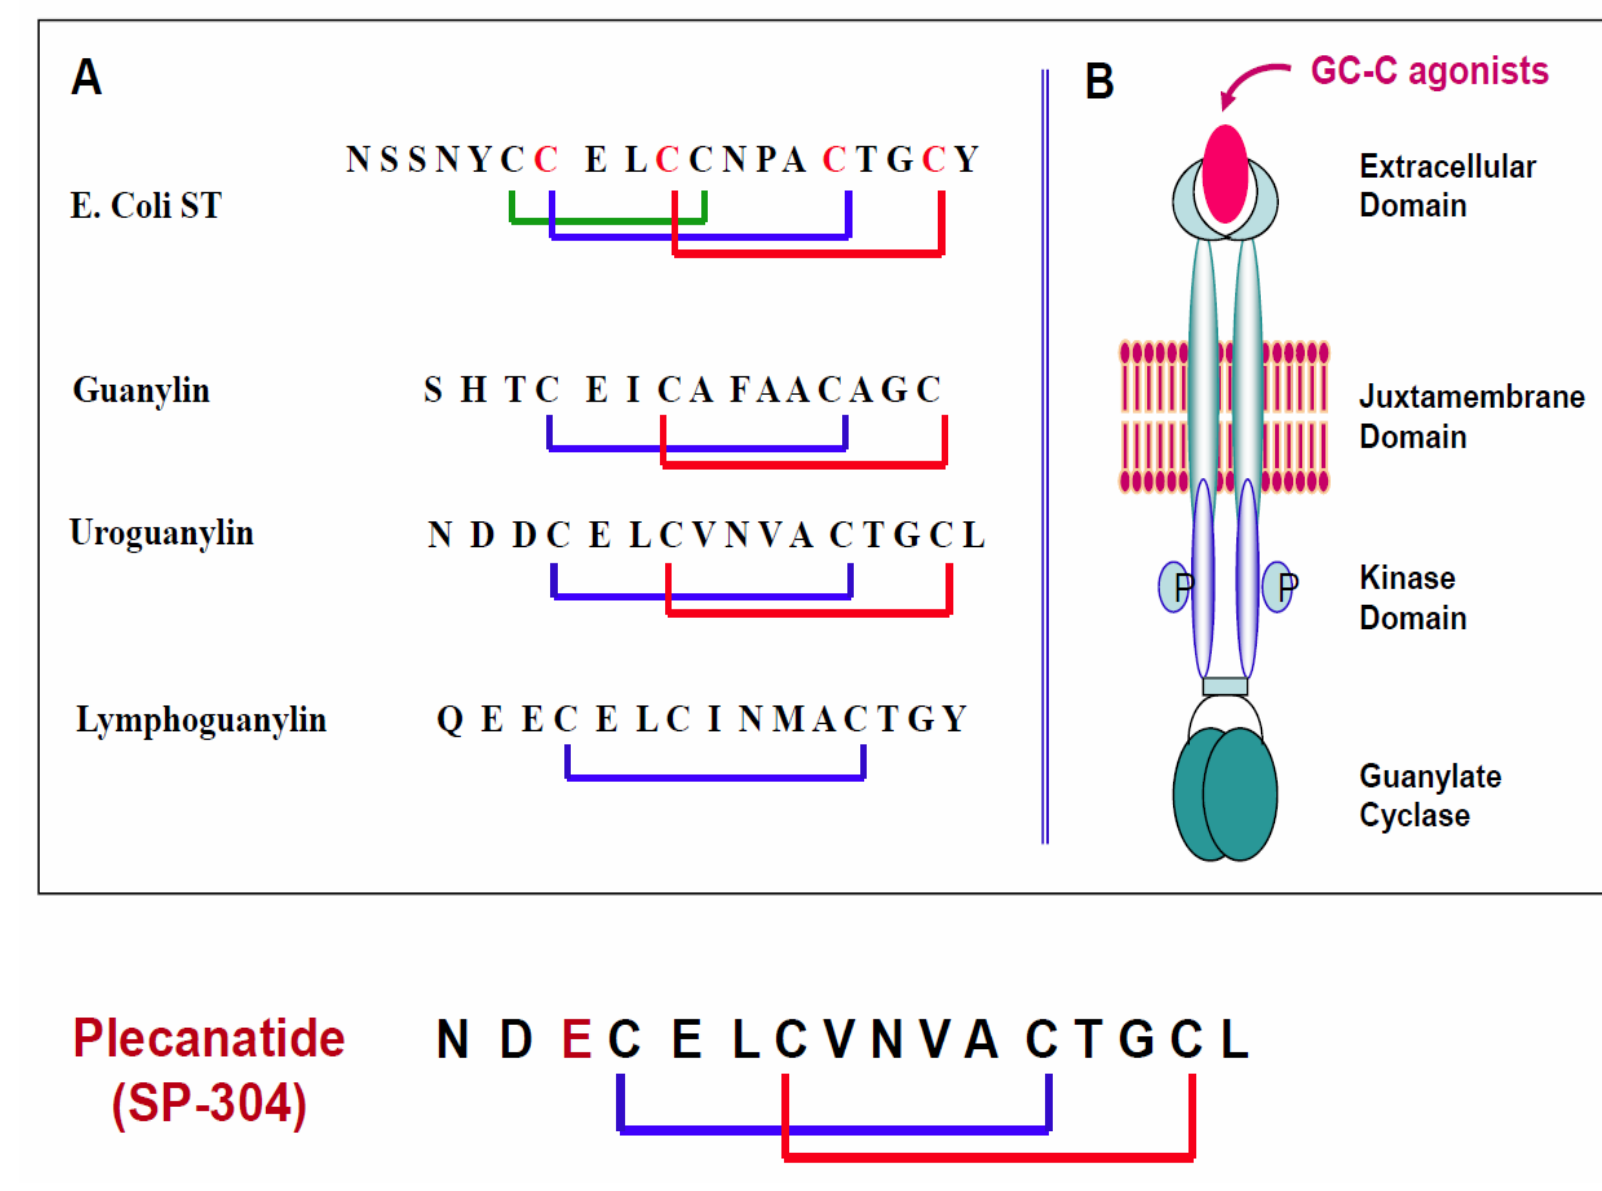 A
N S S N Y C C E L C C N P A C T G C Y
E. Coli ST
Guanylin
S H T C E I C A F A A C A G C
Uroguanylin
N D D C E L C V N V A C T G C L
Lymphoguanylin
Q E E C E L C I N M A C T G Y
B
GC-C agonists
Extracellular
Domain
Juxtamembrane
Domain
P
P
Kinase
Domain
Guanylate
Cyclase
Plecanatide
(SP-304)
N D E C E L C V N V A C T G C L